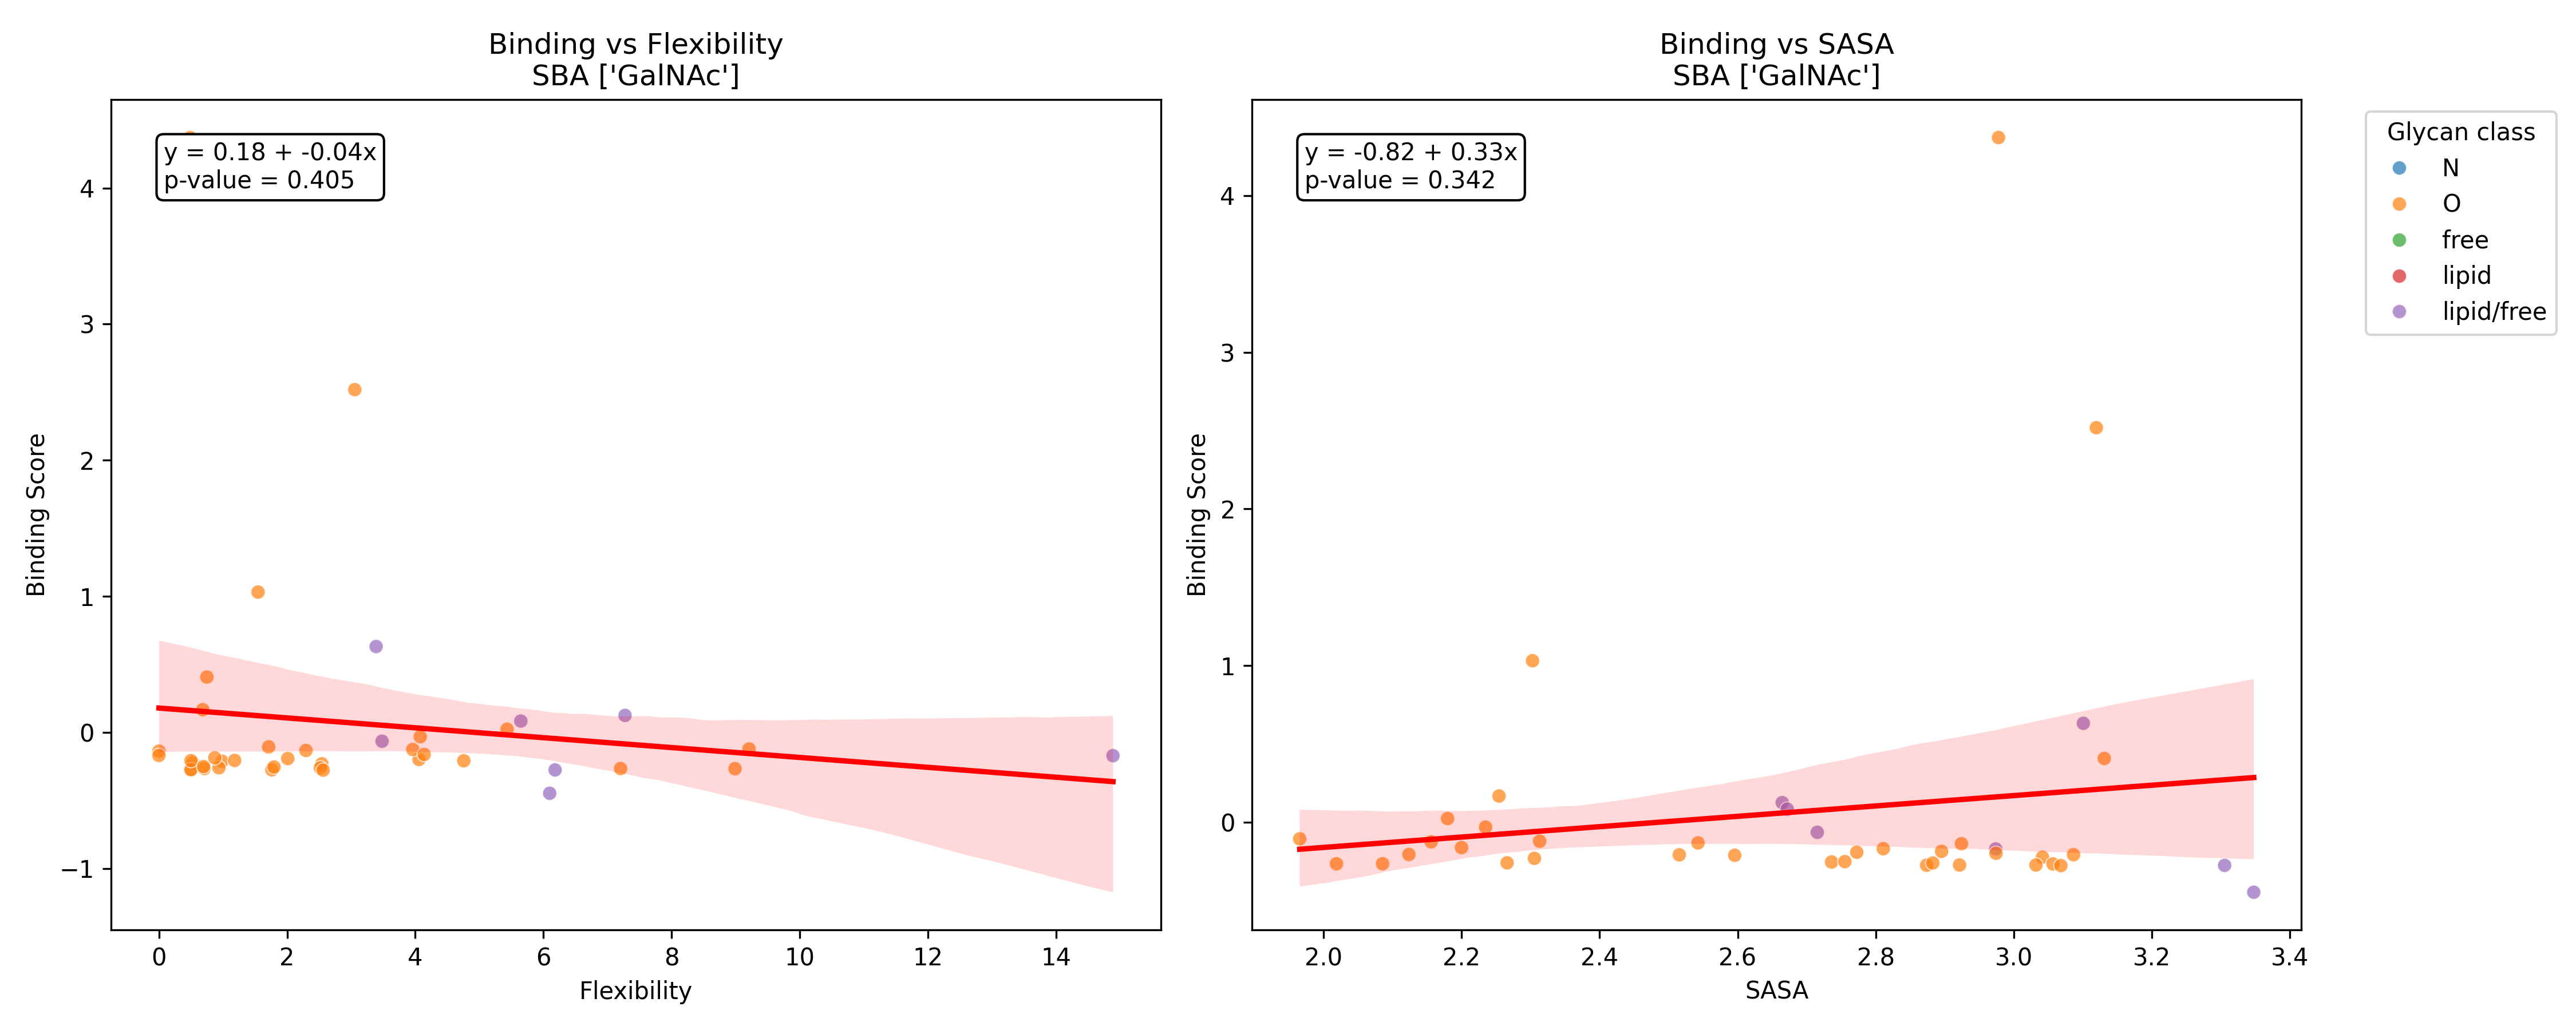 Binding vs Flexibility
SBA ['GalNAc']
y = 0.18 + -0.04x
p-value = 0.405
Binding Score
4
3
2
1
0
−1
0 2 4 6 8 10 12 14
Flexibility
Binding vs SASA
SBA ['GalNAc']
y = -0.82 + 0.33x
p-value = 0.342
Binding Score
4
3
2
1
0
2.0 2.2 2.4 2.6 2.8 3.0 3.2 3.4
SASA
Glycan class
N
O
free
lipid
lipid/free